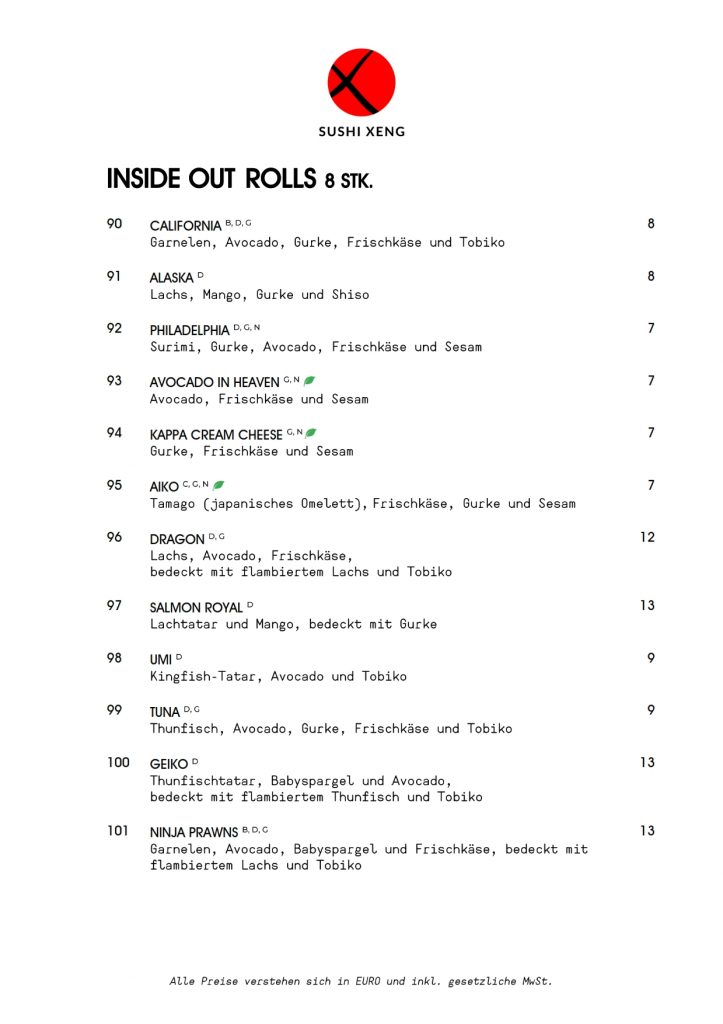 SUSHI XENG
INSIDE OUT ROLLS 8 STK.
90 CALIFORNIA B, D, G 8
Garnelen, Avocado, Gurke, Frischkäse und Tobiko
91 ALASKA D 8
Lachs, Mango, Gurke und Shiso
92 PHILADELPHIA D, G, N 7
Surimi, Gurke, Avocado, Frischkäse und Sesam
93 AVOCADO IN HEAVEN G, N 7
Avocado, Frischkäse und Sesam
94 KAPPA CREAM CHEESE G, N 7
Gurke, Frischkäse und Sesam
95 AIKO C, G, N 7
Tamago (japanisches Omelett), Frischkäse, Gurke und Sesam
96 DRAGON D, G 12
Lachs, Avocado, Frischkäse,
bedeckt mit flambiertem Lachs und Tobiko
97 SALMON ROYAL D 13
Lachtatar und Mango, bedeckt mit Gurke
98 UMI D 9
Kingfish-Tatar, Avocado und Tobiko
99 TUNA D, G 9
Thunfisch, Avocado, Gurke, Frischkäse und Tobiko
100 GEIKO D 13
Thunfischtatar, Babyspargel und Avocado,
bedeckt mit flambiertem Thunfisch und Tobiko
101 NINJA PRAWNS B, D, G 13
Garnelen, Avocado, Babyspargel und Frischkäse, bedeckt mit
flambiertem Lachs und Tobiko
Alle Preise verstehen sich in EURO und inkl. gesetzliche MwSt.